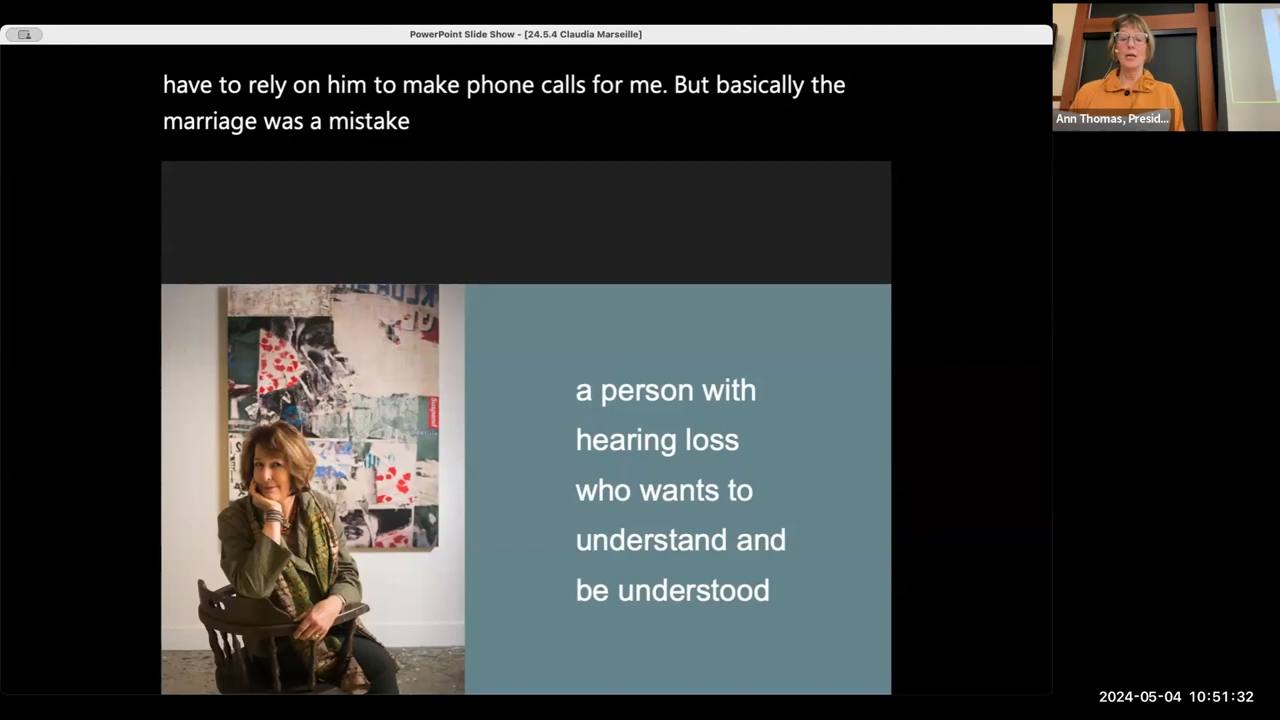 PowerPoint Slide Show - [24.5.4 Claudia Marseille]
have to rely on him to make phone calls for me. But basically the
marriage was a mistake
Ann Thomas, Presid...
a person with
hearing loss
who wants to
understand and
be understood
2024-05-04 10:51:32